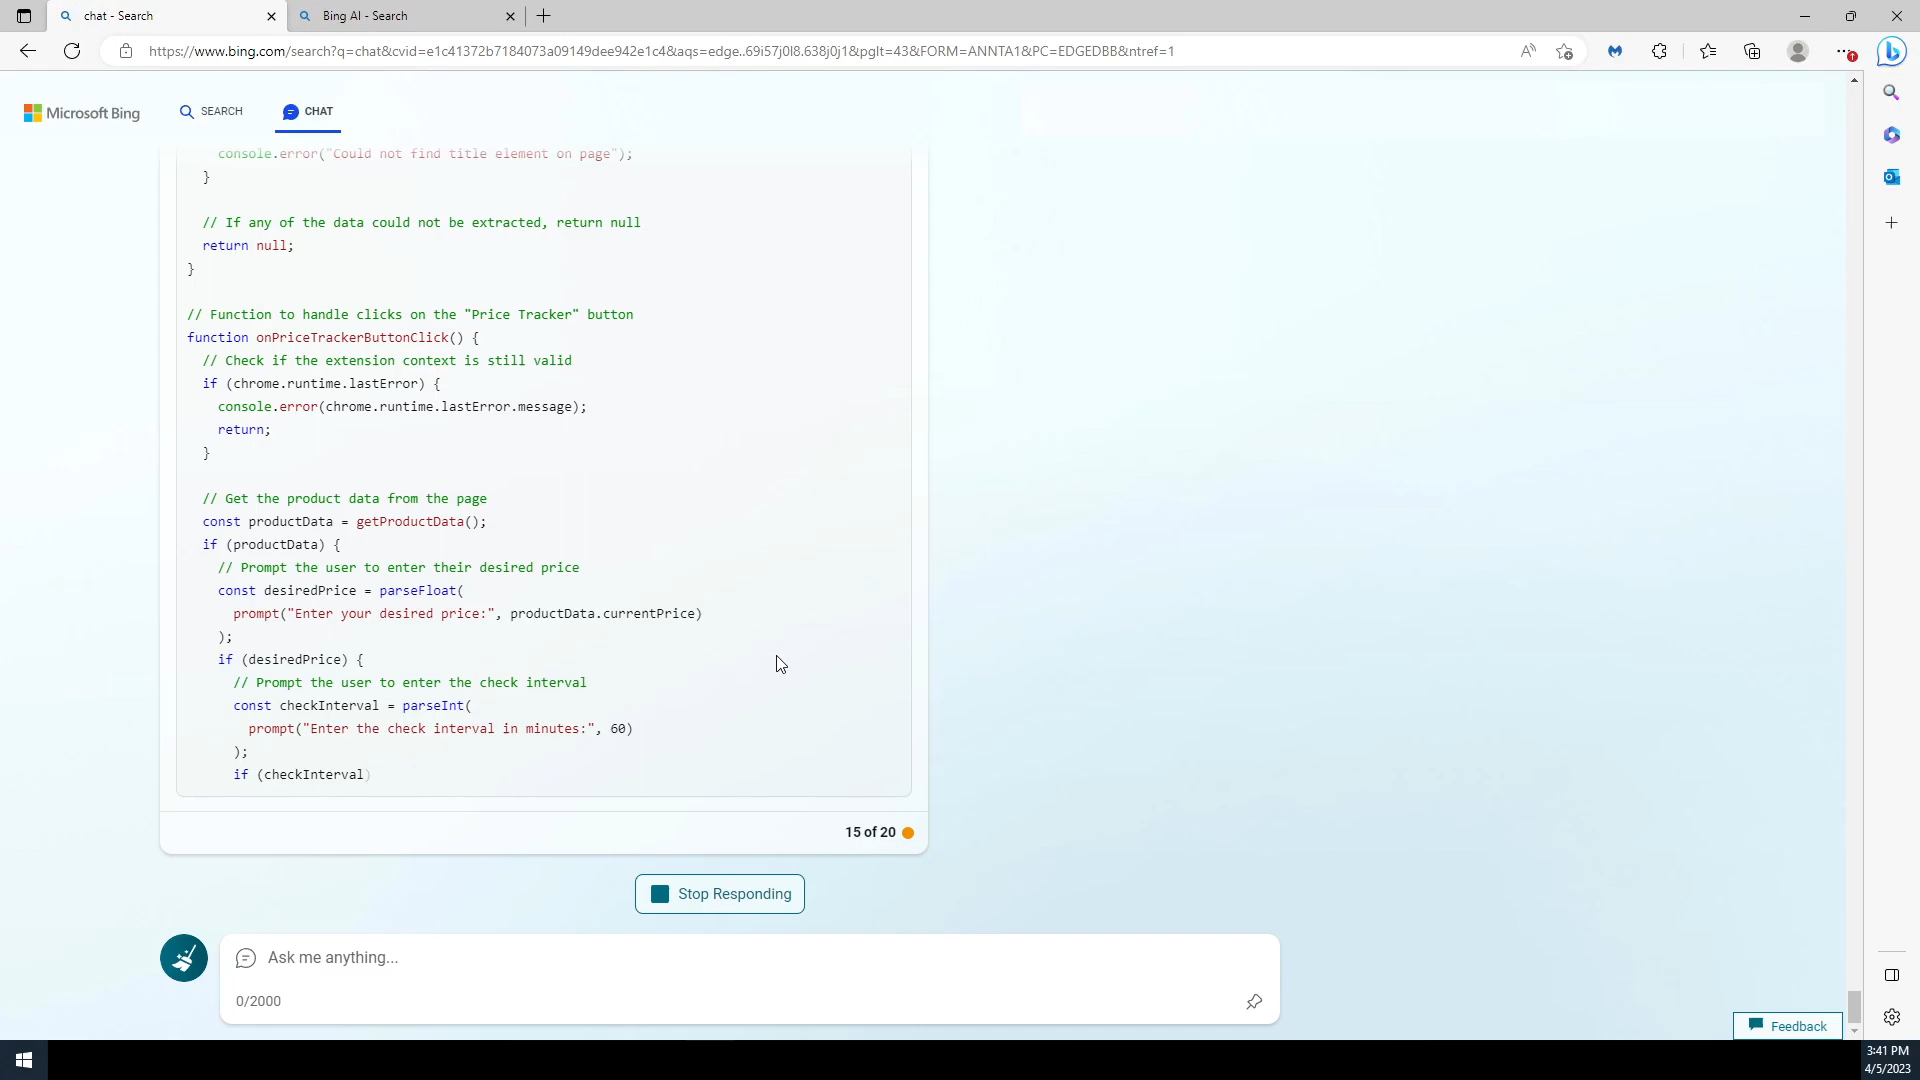 chat - Search
Bing AI - Search
https://www.bing.com/search?q=chat&cvid=e1c41372b7184073a09149dee942e1c4&aqs=edge..69i57j0l8.638j0j1&pglt=43&FORM=ANNTA1&PC=EDGEDBB&ntref=1
Microsoft Bing
SEARCH
CHAT
console.error("Could not find title element on page");
}
// If any of the data could not be extracted, return null
return null;
}
// Function to handle clicks on the "Price Tracker" button
function onPriceTrackerButtonClick() {
// Check if the extension context is still valid
if (chrome.runtime.lastError) {
console.error(chrome.runtime.lastError.message);
return;
}
// Get the product data from the page
const productData = getProductData();
if (productData) {
// Prompt the user to enter their desired price
const desiredPrice = parseFloat(
prompt("Enter your desired price:", productData.currentPrice)
);
if (desiredPrice) {
// Prompt the user to enter the check interval
const checkInterval = parseInt(
prompt("Enter the check interval in minutes:", 60)
);
if (checkInterval)
15 of 20
Stop Responding
Ask me anything...
0/2000
Feedback
3:41 PM
4/5/2023